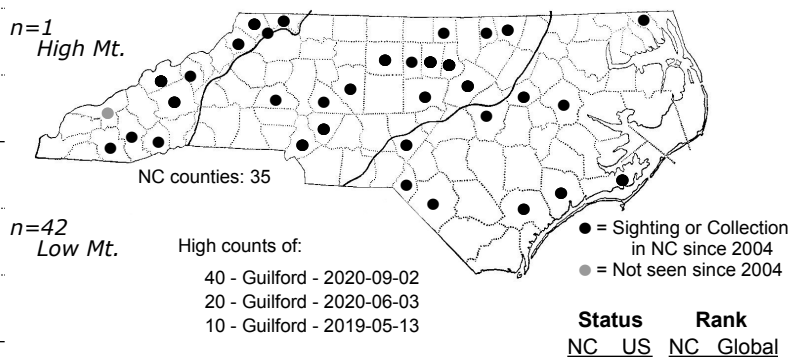 n=1
High Mt.
NC counties: 35
n=42
Low Mt.
High counts of:
40 - Guilford - 2020-09-02
20 - Guilford - 2020-06-03
10 - Guilford - 2019-05-13
● = Sighting or Collection
in NC since 2004
● = Not seen since 2004
Status Rank
NC US NC Global